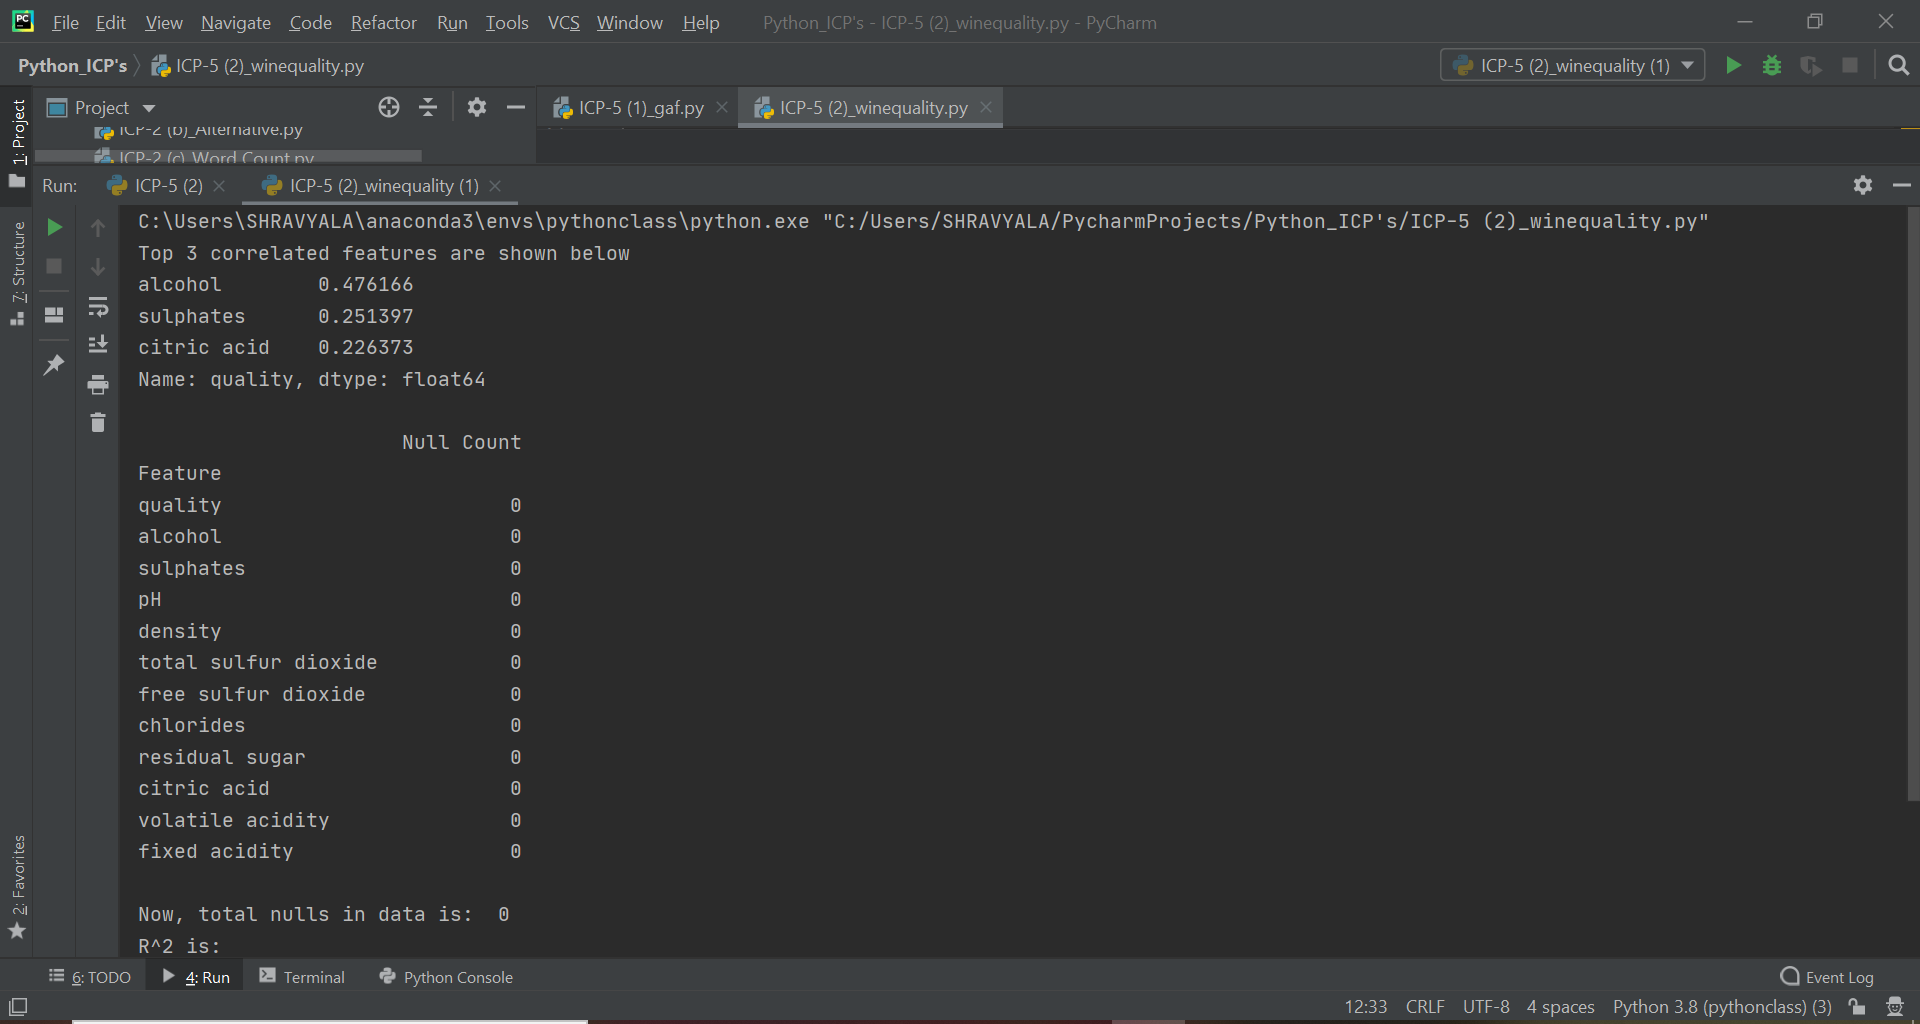 File Edit View Navigate Code Refactor Run Tools VCS Window Help Python_ICP's - ICP-5 (2)_winequality.py - PyCharm
Python_ICP's ICP-5 (2)_winequality.py ICP-5 (2)_winequality (1)
1: Project
Project ICP-5 (1)_gaf.py ICP-5 (2)_winequality.py
ICP-2 (b)_Alternative.py
ICP-2 (c)_Word Count.py
Run: ICP-5 (2) ICP-5 (2)_winequality (1)
7: Structure
2: Favorites
C:\Users\SHRAVYALA\anaconda3\envs\pythonclass\python.exe "C:/Users/SHRAVYALA/PycharmProjects/Python_ICP's/ICP-5 (2)_winequality.py"
Top 3 correlated features are shown below
alcohol 0.476166
sulphates 0.251397
citric acid 0.226373
Name: quality, dtype: float64
Null Count
Feature
quality 0
alcohol 0
sulphates 0
pH 0
density 0
total sulfur dioxide 0
free sulfur dioxide 0
chlorides 0
residual sugar 0
citric acid 0
volatile acidity 0
fixed acidity 0
Now, total nulls in data is: 0
R^2 is:
6: TODO 4: Run Terminal Python Console Event Log
12:33 CRLF UTF-8 4 spaces Python 3.8 (pythonclass) (3)